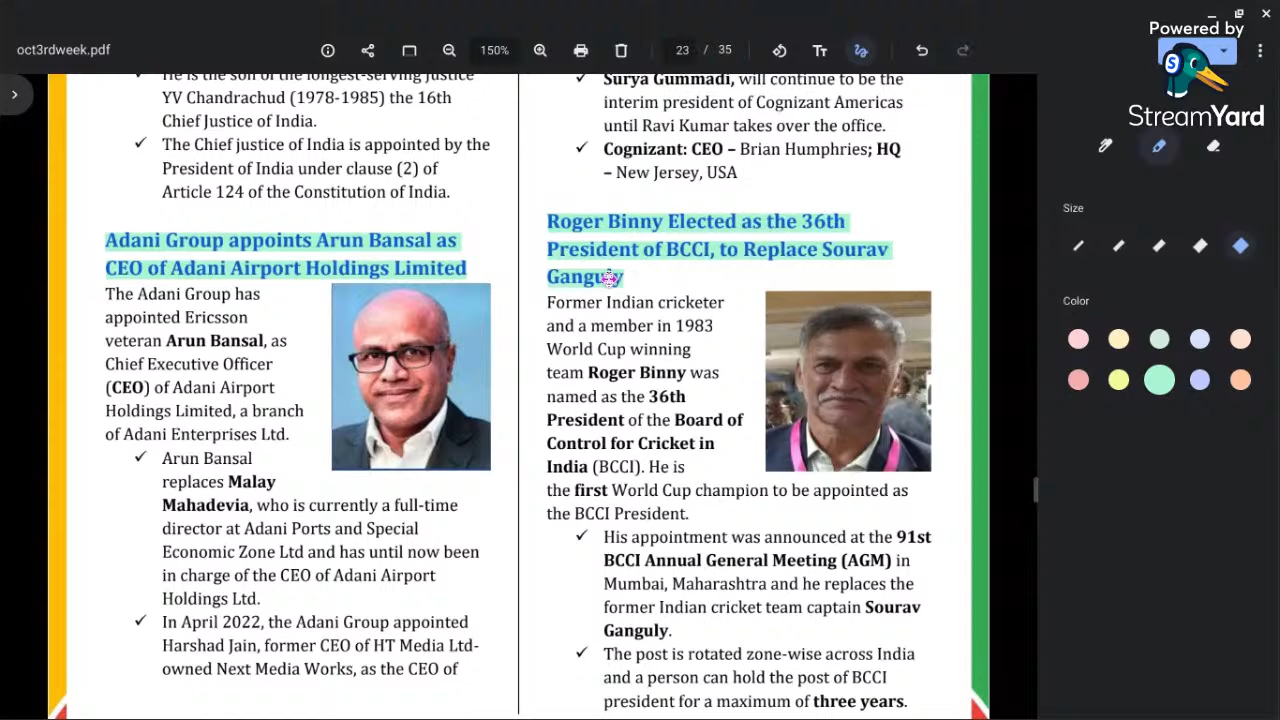 oct3rdweek.pdf
150%
23 / 35
Powered by
StreamYard
He is the son of the longest-serving Justice
YV Chandrachud (1978-1985) the 16th
Chief Justice of India.
✓ The Chief justice of India is appointed by the
President of India under clause (2) of
Article 124 of the Constitution of India.
Adani Group appoints Arun Bansal as
CEO of Adani Airport Holdings Limited
The Adani Group has
appointed Ericsson
veteran Arun Bansal, as
Chief Executive Officer
(CEO) of Adani Airport
Holdings Limited, a branch
of Adani Enterprises Ltd.
✓ Arun Bansal
replaces Malay
Mahadevia, who is currently a full-time
director at Adani Ports and Special
Economic Zone Ltd and has until now been
in charge of the CEO of Adani Airport
Holdings Ltd.
✓ In April 2022, the Adani Group appointed
Harshad Jain, former CEO of HT Media Ltd-
owned Next Media Works, as the CEO of
Surya Gummadi, will continue to be the
interim president of Cognizant Americas
until Ravi Kumar takes over the office.
✓ Cognizant: CEO – Brian Humphries; HQ
– New Jersey, USA
Roger Binny Elected as the 36th
President of BCCI, to Replace Sourav
Ganguly
Former Indian cricketer
and a member in 1983
World Cup winning
team Roger Binny was
named as the 36th
President of the Board of
Control for Cricket in
India (BCCI). He is
the first World Cup champion to be appointed as
the BCCI President.
✓ His appointment was announced at the 91st
BCCI Annual General Meeting (AGM) in
Mumbai, Maharashtra and he replaces the
former Indian cricket team captain Sourav
Ganguly.
✓ The post is rotated zone-wise across India
and a person can hold the post of BCCI
president for a maximum of three years.
Size
Color